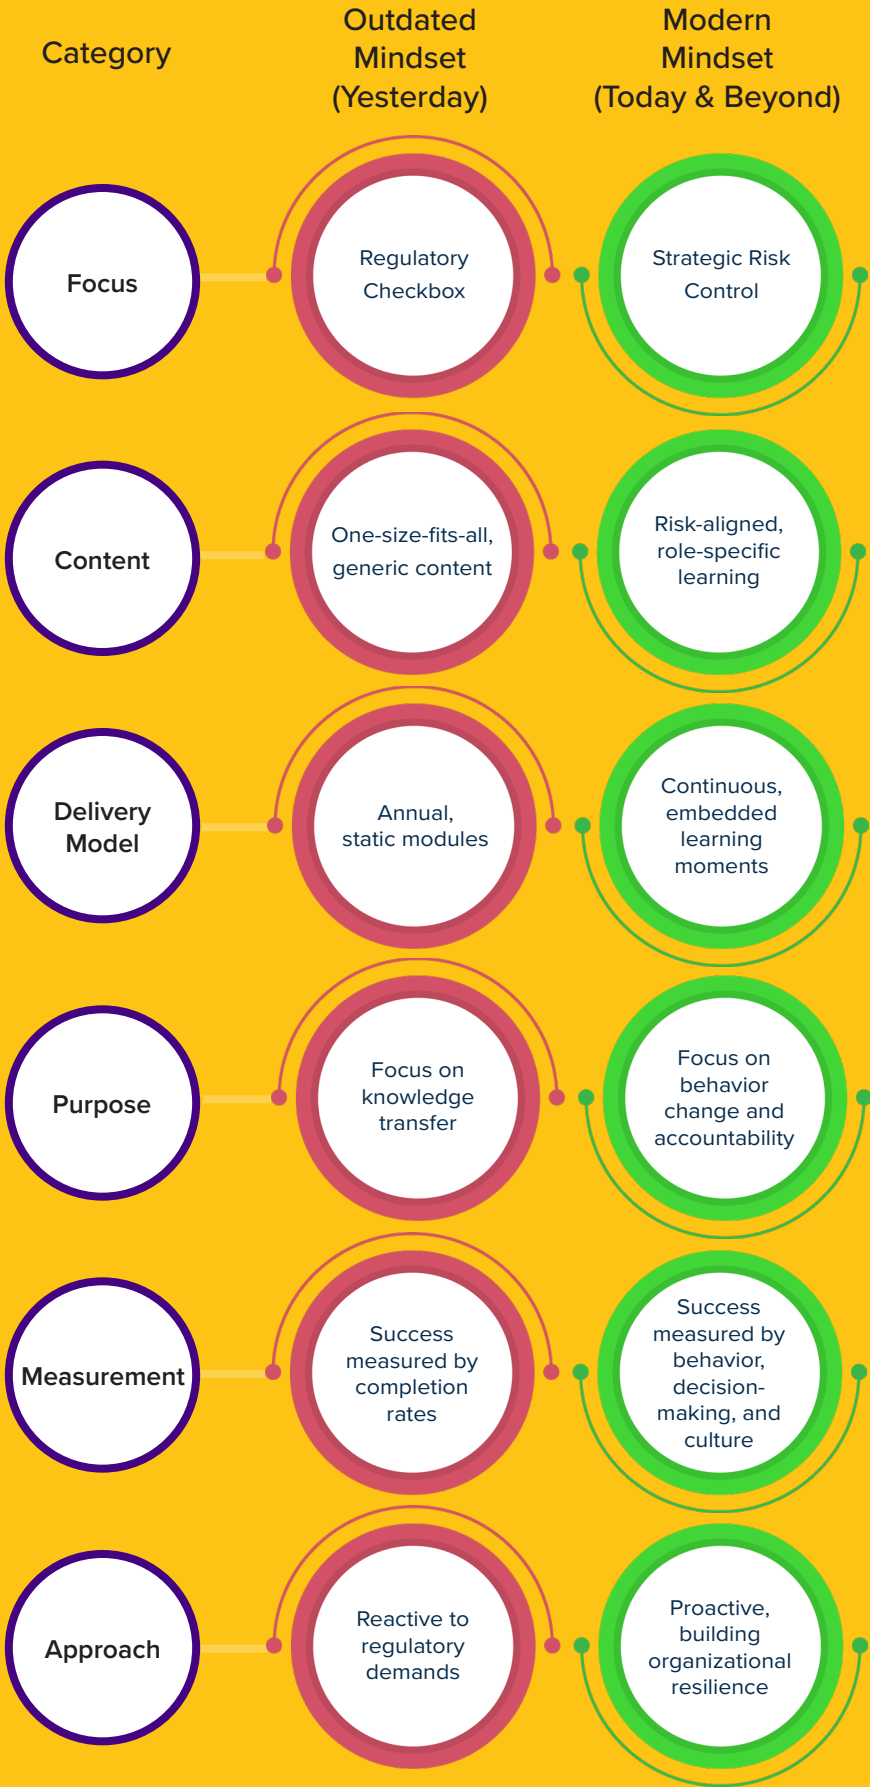 Category
Outdated
Mindset
(Yesterday)
Modern
Mindset
(Today & Beyond)
Focus
Regulatory
Checkbox
Strategic Risk
Control
Content
One-size-fits-all,
generic content
Risk-aligned,
role-specific
learning
Delivery
Model
Annual,
static modules
Continuous,
embedded
learning
moments
Purpose
Focus on
knowledge
transfer
Focus on
behavior
change and
accountability
Measurement
Success
measured by
completion
rates
Success
measured by
behavior,
decision-
making, and
culture
Approach
Reactive to
regulatory
demands
Proactive,
building
organizational
resilience